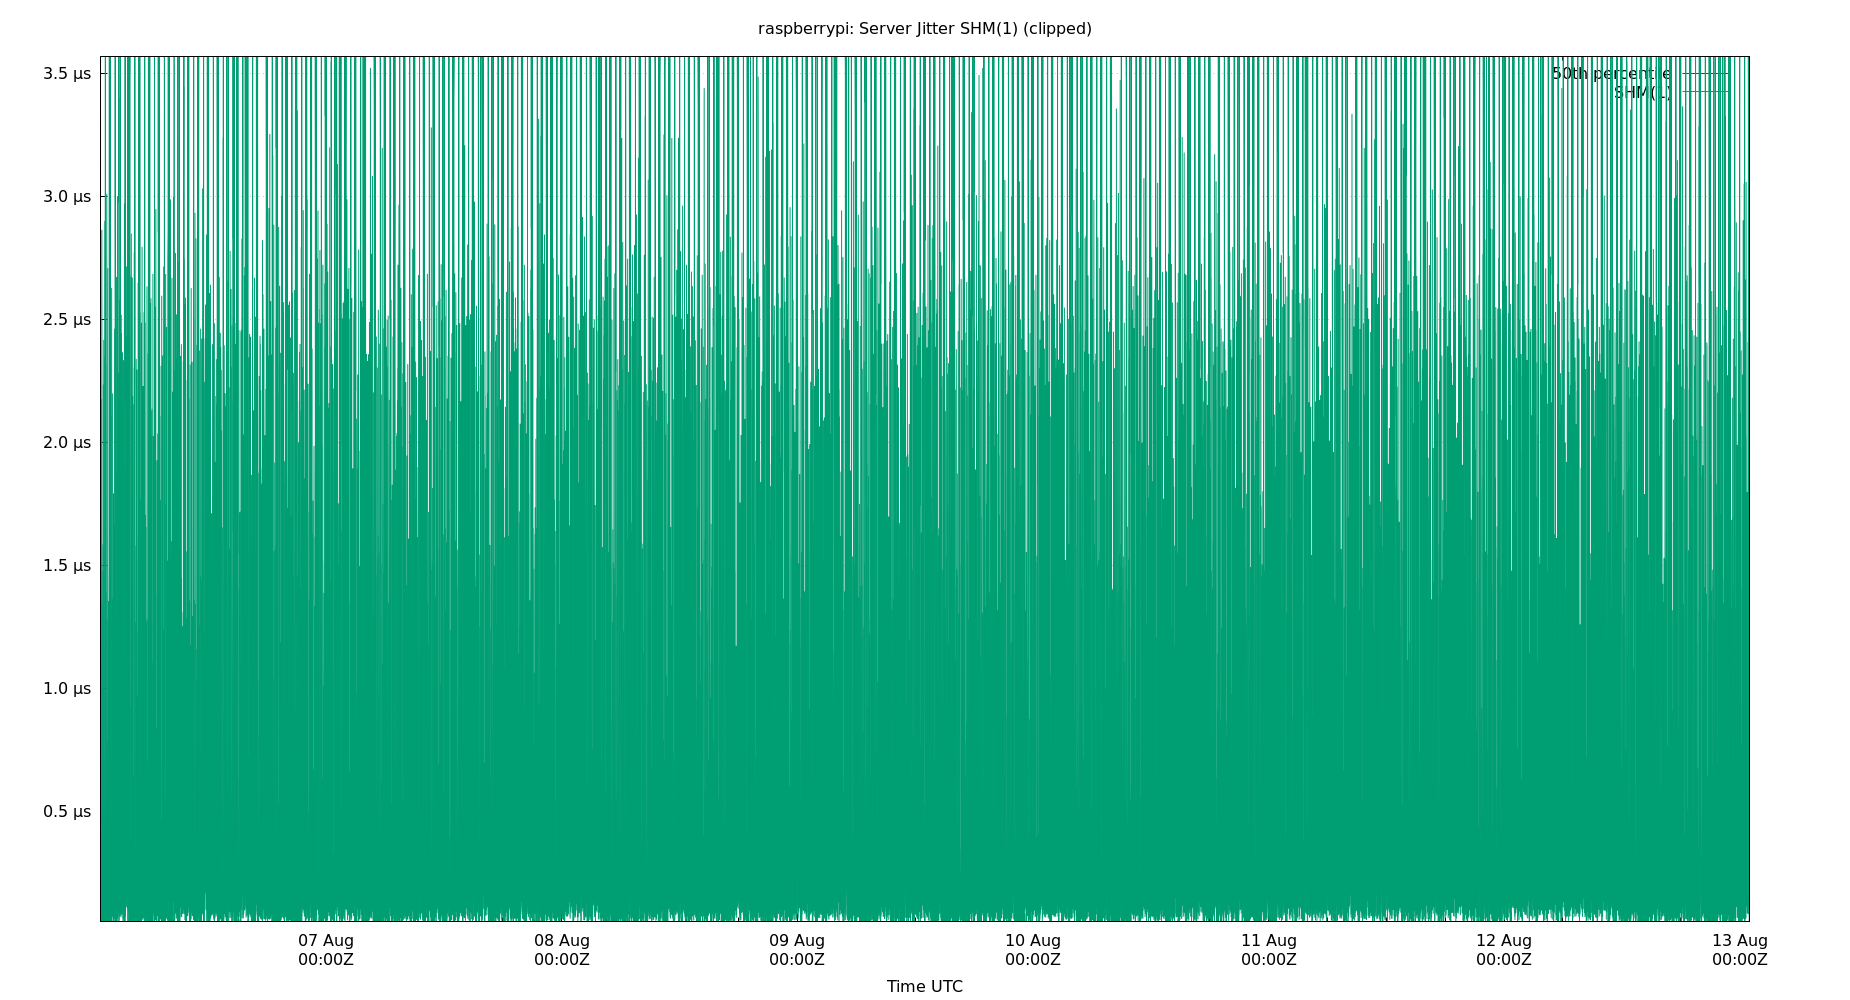 raspberrypi: Server Jitter SHM(1) (clipped)
3.5 µs
50th percentile
SHM(1)
3.0 µs
2.5 µs
2.0 µs
1.5 µs
1.0 µs
0.5 µs
07 Aug 08 Aug 09 Aug 10 Aug 11 Aug 12 Aug 13 Aug
00:00Z 00:00Z 00:00Z 00:00Z 00:00Z 00:00Z 00:00Z
Time UTC